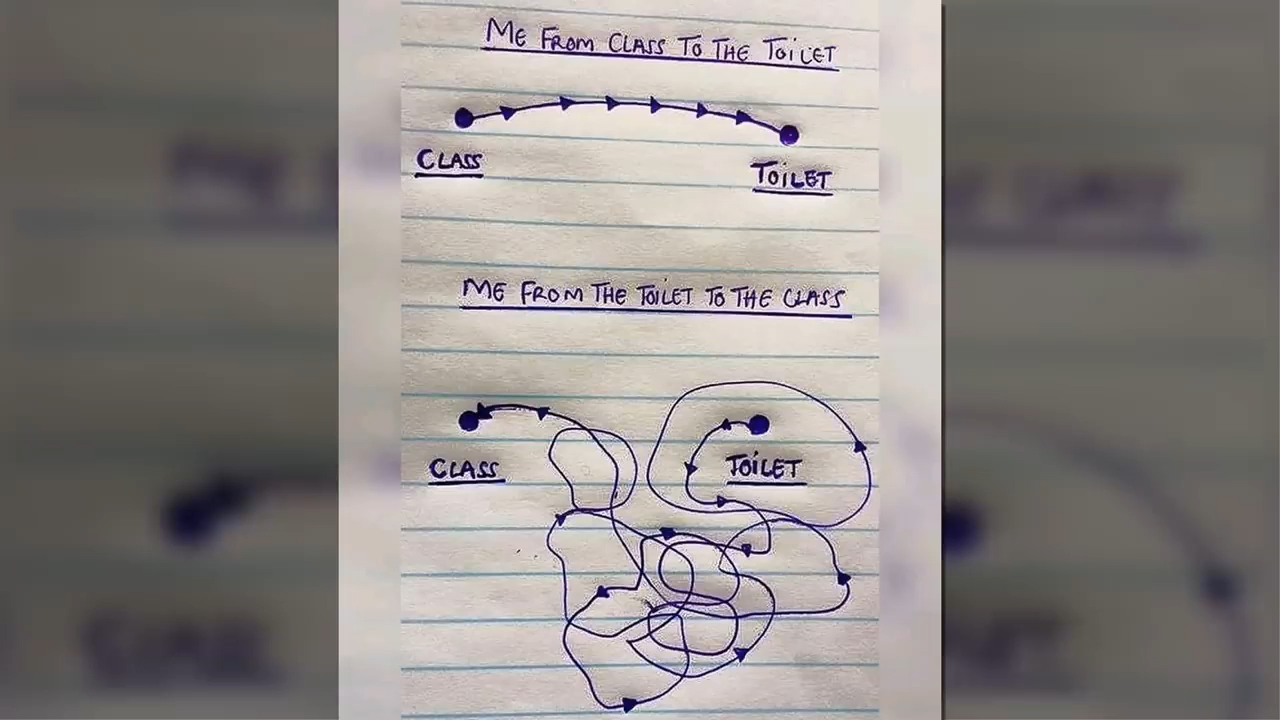 ME FROM CLASS TO THE TOILET
CLASS
TOILET
ME FROM THE TOILET TO THE CLASS
CLASS
TOILET